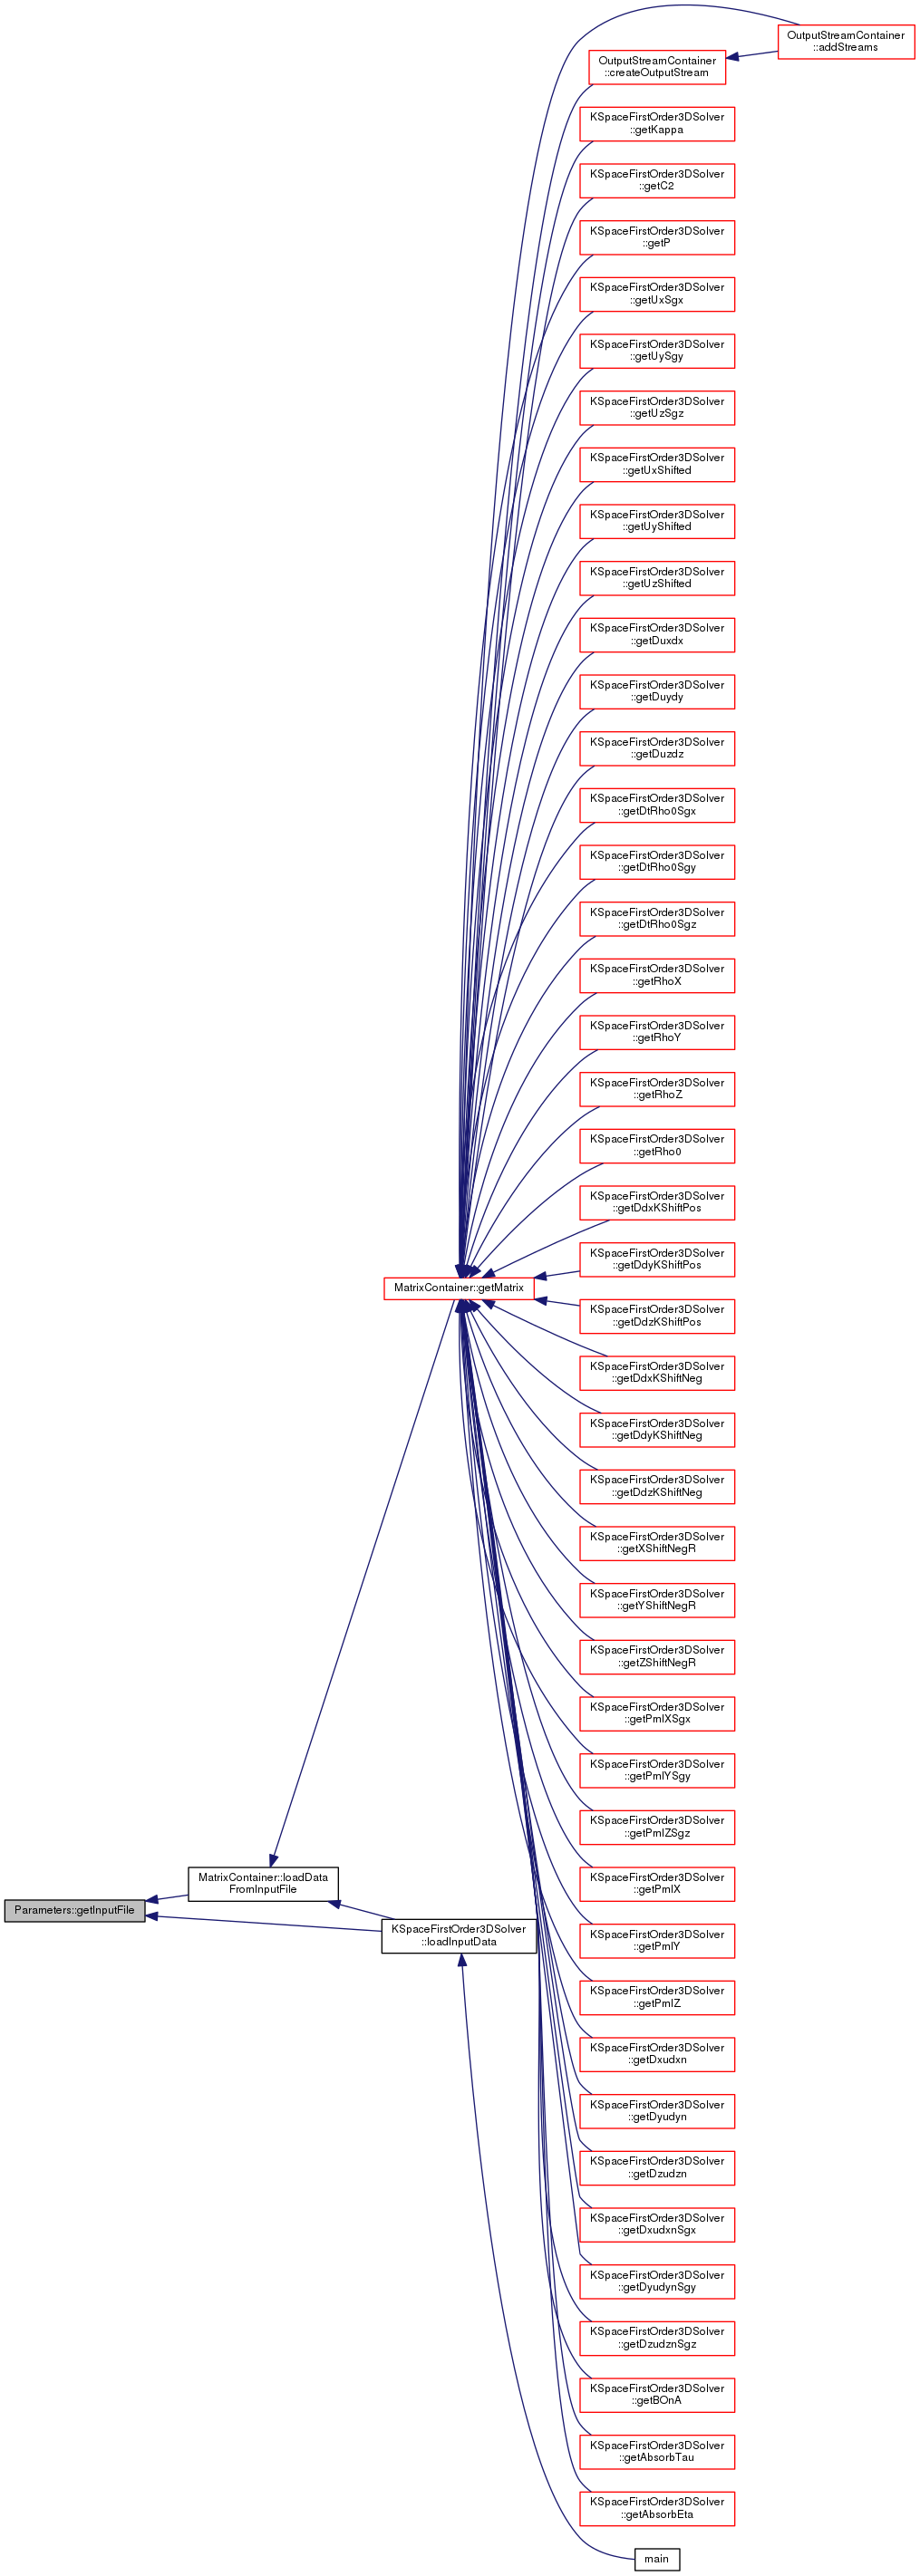 OutputStreamContainer
::addStreams
OutputStreamContainer
::createOutputStream
KSpaceFirstOrder3DSolver
::getKappa
KSpaceFirstOrder3DSolver
::getC2
KSpaceFirstOrder3DSolver
::getP
KSpaceFirstOrder3DSolver
::getUxSgx
KSpaceFirstOrder3DSolver
::getUySgy
KSpaceFirstOrder3DSolver
::getUzSgz
KSpaceFirstOrder3DSolver
::getUxShifted
KSpaceFirstOrder3DSolver
::getUyShifted
KSpaceFirstOrder3DSolver
::getUzShifted
KSpaceFirstOrder3DSolver
::getDuxdx
KSpaceFirstOrder3DSolver
::getDuydy
KSpaceFirstOrder3DSolver
::getDuzdz
KSpaceFirstOrder3DSolver
::getDtRho0Sgx
KSpaceFirstOrder3DSolver
::getDtRho0Sgy
KSpaceFirstOrder3DSolver
::getDtRho0Sgz
KSpaceFirstOrder3DSolver
::getRhoX
KSpaceFirstOrder3DSolver
::getRhoY
KSpaceFirstOrder3DSolver
::getRhoZ
KSpaceFirstOrder3DSolver
::getRho0
KSpaceFirstOrder3DSolver
::getDdxKShiftPos
KSpaceFirstOrder3DSolver
::getDdyKShiftPos
MatrixContainer::getMatrix
KSpaceFirstOrder3DSolver
::getDdzKShiftPos
KSpaceFirstOrder3DSolver
::getDdxKShiftNeg
KSpaceFirstOrder3DSolver
::getDdyKShiftNeg
KSpaceFirstOrder3DSolver
::getDdzKShiftNeg
KSpaceFirstOrder3DSolver
::getXShiftNegR
KSpaceFirstOrder3DSolver
::getYShiftNegR
KSpaceFirstOrder3DSolver
::getZShiftNegR
KSpaceFirstOrder3DSolver
::getPmlXSgx
KSpaceFirstOrder3DSolver
::getPmlYSgy
KSpaceFirstOrder3DSolver
::getPmlZSgz
KSpaceFirstOrder3DSolver
::getPmlX
MatrixContainer::loadData
FromInputFile
Parameters::getInputFile
KSpaceFirstOrder3DSolver
::loadInputData
KSpaceFirstOrder3DSolver
::getPmlY
KSpaceFirstOrder3DSolver
::getPmlZ
KSpaceFirstOrder3DSolver
::getDxudxn
KSpaceFirstOrder3DSolver
::getDyudyn
KSpaceFirstOrder3DSolver
::getDzudzn
KSpaceFirstOrder3DSolver
::getDxudxnSgx
KSpaceFirstOrder3DSolver
::getDyudynSgy
KSpaceFirstOrder3DSolver
::getDzudznSgz
KSpaceFirstOrder3DSolver
::getBOnA
KSpaceFirstOrder3DSolver
::getAbsorbTau
KSpaceFirstOrder3DSolver
::getAbsorbEta
main